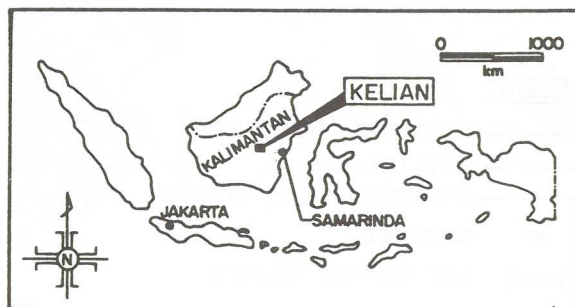 0 1000
km
KELIAN
KALIMANTAN
JAKARTA
SAMARINDA
N